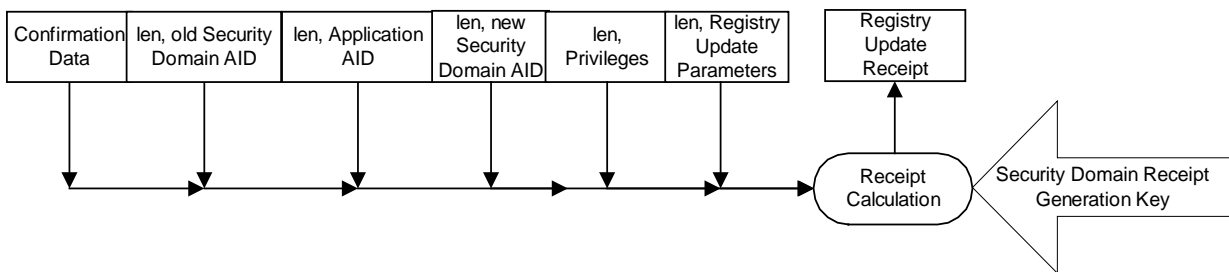 Confirmation
Data
len, old Security
Domain AID
len, Application
AID
len, new
Security
Domain AID
len,
Privileges
len, Registry
Update
Parameters
Registry
Update
Receipt
Receipt
Calculation
Security Domain Receipt
Generation Key